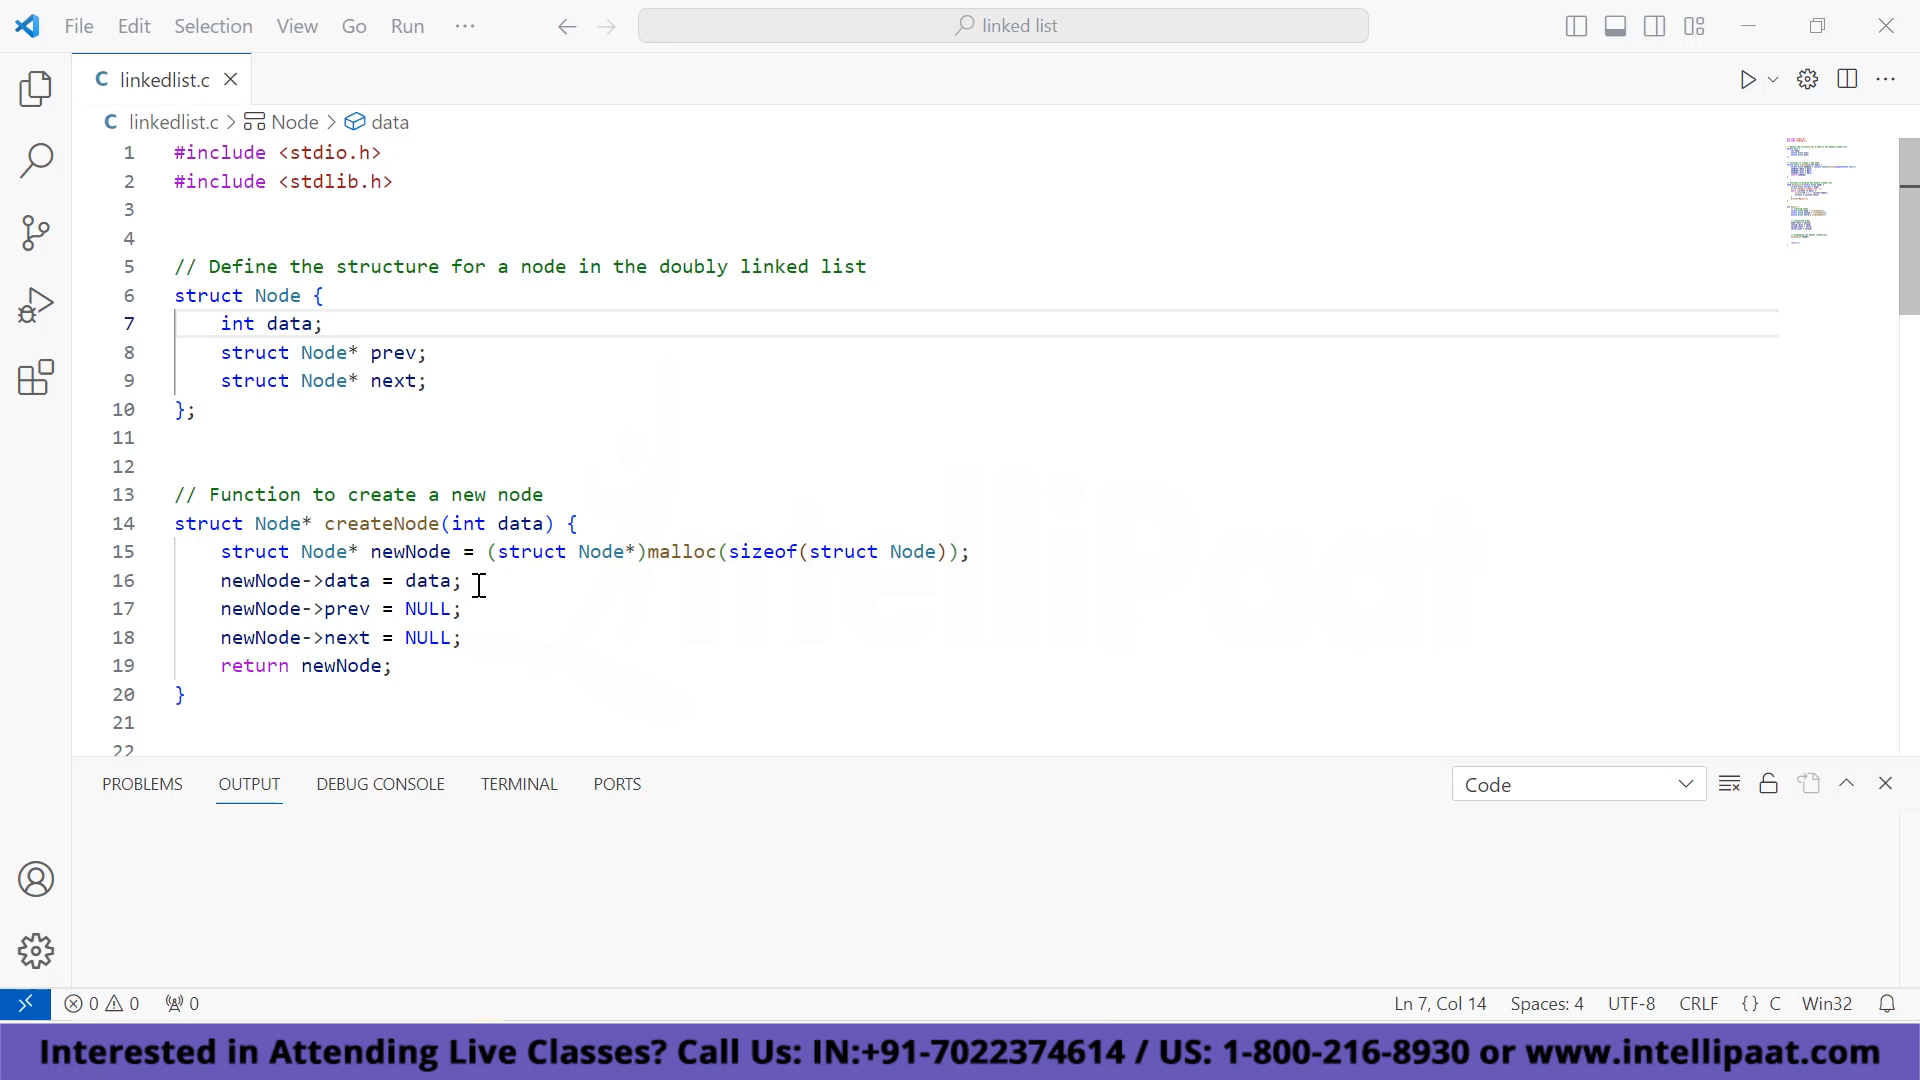 File Edit Selection View Go Run ··· linked list
linkedlist.c
linkedlist.c > Node > data
1 #include <stdio.h>
2 #include <stdlib.h>
3
4
5 // Define the structure for a node in the doubly linked list
6 struct Node {
7 int data;
8 struct Node* prev;
9 struct Node* next;
10 };
11
12
13 // Function to create a new node
14 struct Node* createNode(int data) {
15 struct Node* newNode = (struct Node*)malloc(sizeof(struct Node));
16 newNode->data = data;
17 newNode->prev = NULL;
18 newNode->next = NULL;
19 return newNode;
20 }
21
22
intelliPaat
PROBLEMS OUTPUT DEBUG CONSOLE TERMINAL PORTS Code
0 0 0 Ln 7, Col 14 Spaces: 4 UTF-8 CRLF {} C Win32
Interested in Attending Live Classes? Call Us: IN:+91-7022374614 / US: 1-800-216-8930 or www.intellipaat.com